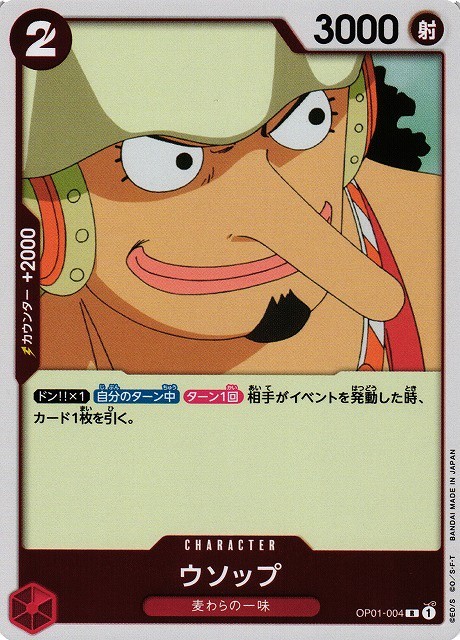 2
3000
射
カウンター +2000
ドン!!×1 自分のターン中 ターン1回 相手がイベントを発動した時、
カード1枚を引く。
CHARACTER
ウソップ
麦わらの一味
OP01-004 R 1
©E.O/S ©O/S・F・T BANDAI MADE IN JAPAN